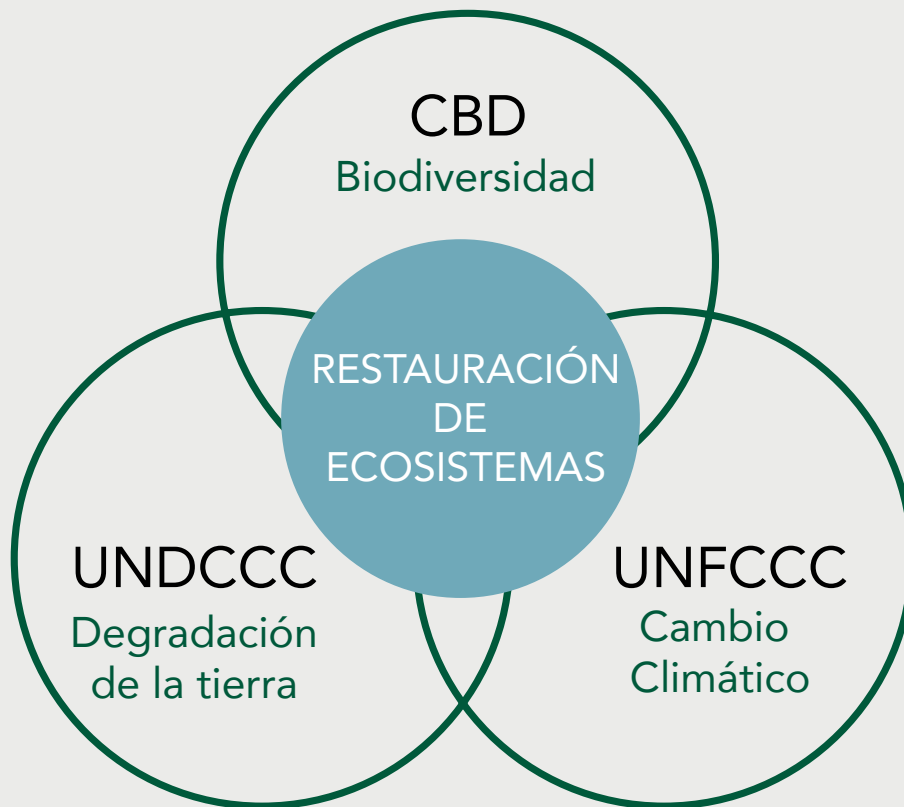 CBD
Biodiversidad
RESTAURACIÓN
DE
ECOSISTEMAS
UNDCCC
Degradación
de la tierra
UNFCCC
Cambio
Climático